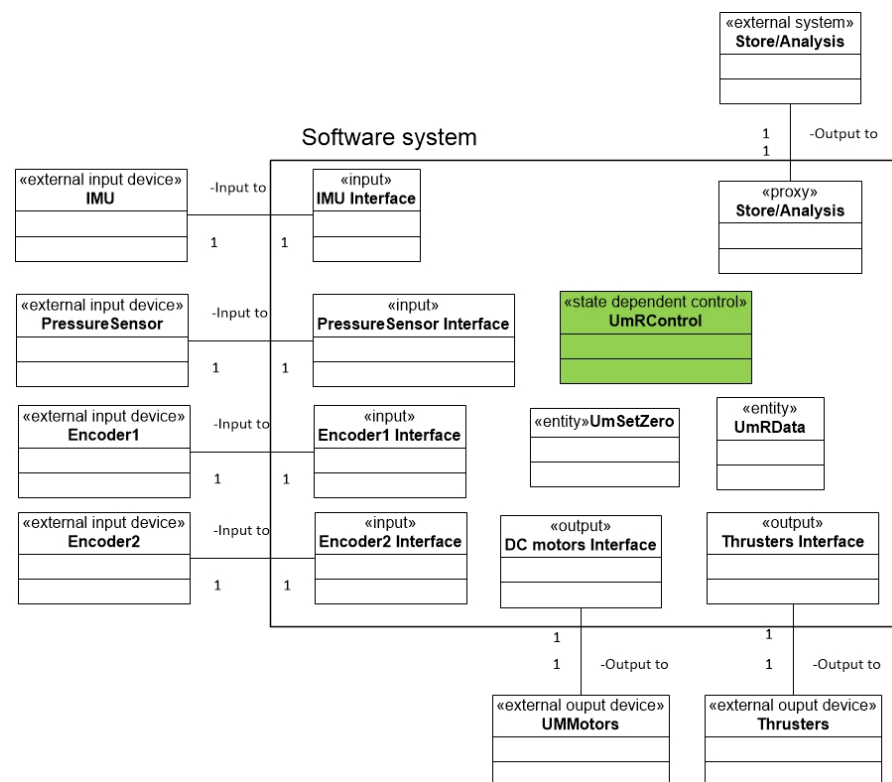 «external system»
Store/Analysis
1
-Output to
1
Software system
«external input device»
IMU
-Input to
1
1
«input»
IMU Interface
«proxy»
Store/Analysis
«external input device»
PressureSensor
-Input to
1
1
«input»
PressureSensor Interface
«state dependent control»
UmRControl
«external input device»
Encoder1
-Input to
1
1
«input»
Encoder1 Interface
«entity»UmSetZero
«entity»
UmRData
«external input device»
Encoder2
-Input to
1
1
«input»
Encoder2 Interface
«output»
DC motors Interface
«output»
Thrusters Interface
1
1
-Output to
1
1
-Output to
«external ouput device»
UMMotors
«external ouput device»
Thrusters